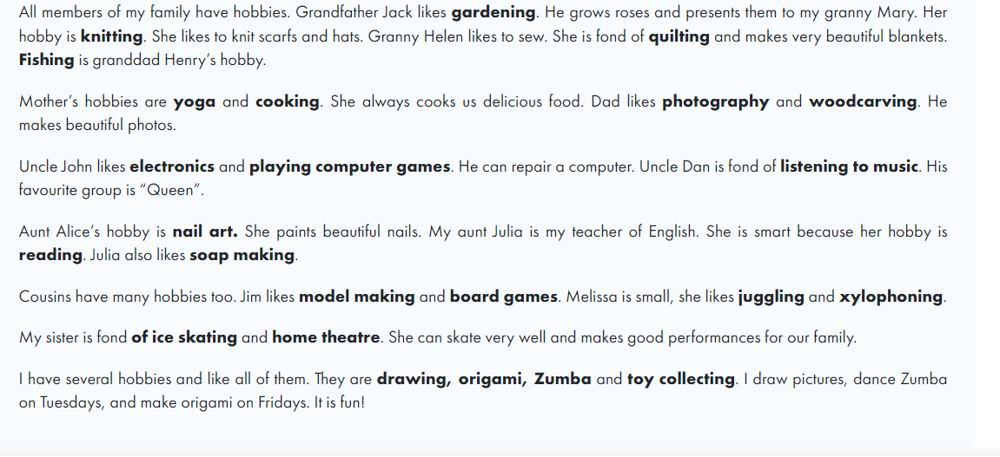 All members of my family have hobbies. Grandfather Jack likes gardening. He grows roses and presents them to my granny Mary. Her
hobby is knitting. She likes to knit scarfs and hats. Granny Helen likes to sew. She is fond of quilting and makes very beautiful blankets.
Fishing is granddad Henry’s hobby.
Mother’s hobbies are yoga and cooking. She always cooks us delicious food. Dad likes photography and woodcarving. He
makes beautiful photos.
Uncle John likes electronics and playing computer games. He can repair a computer. Uncle Dan is fond of listening to music. His
favourite group is “Queen”.
Aunt Alice’s hobby is nail art. She paints beautiful nails. My aunt Julia is my teacher of English. She is smart because her hobby is
reading. Julia also likes soap making.
Cousins have many hobbies too. Jim likes model making and board games. Melissa is small, she likes juggling and xylophoning.
My sister is fond of ice skating and home theatre. She can skate very well and makes good performances for our family.
I have several hobbies and like all of them. They are drawing, origami, Zumba and toy collecting. I draw pictures, dance Zumba
on Tuesdays, and make origami on Fridays. It is fun!